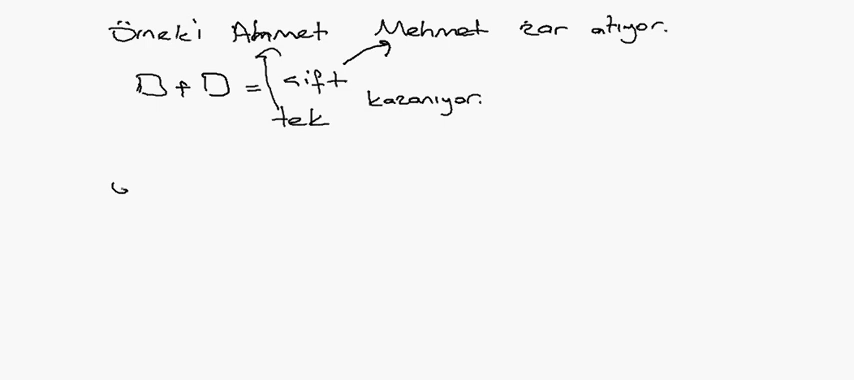 Örnek: Ahmet Mehmet zar atıyor.
D + D = çift
tek kazanıyor.